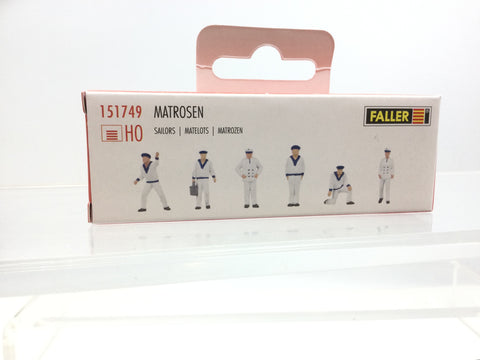 151749 MATROSEN
HO SAILORS | MATELOTS | MATROZEN
FALLER